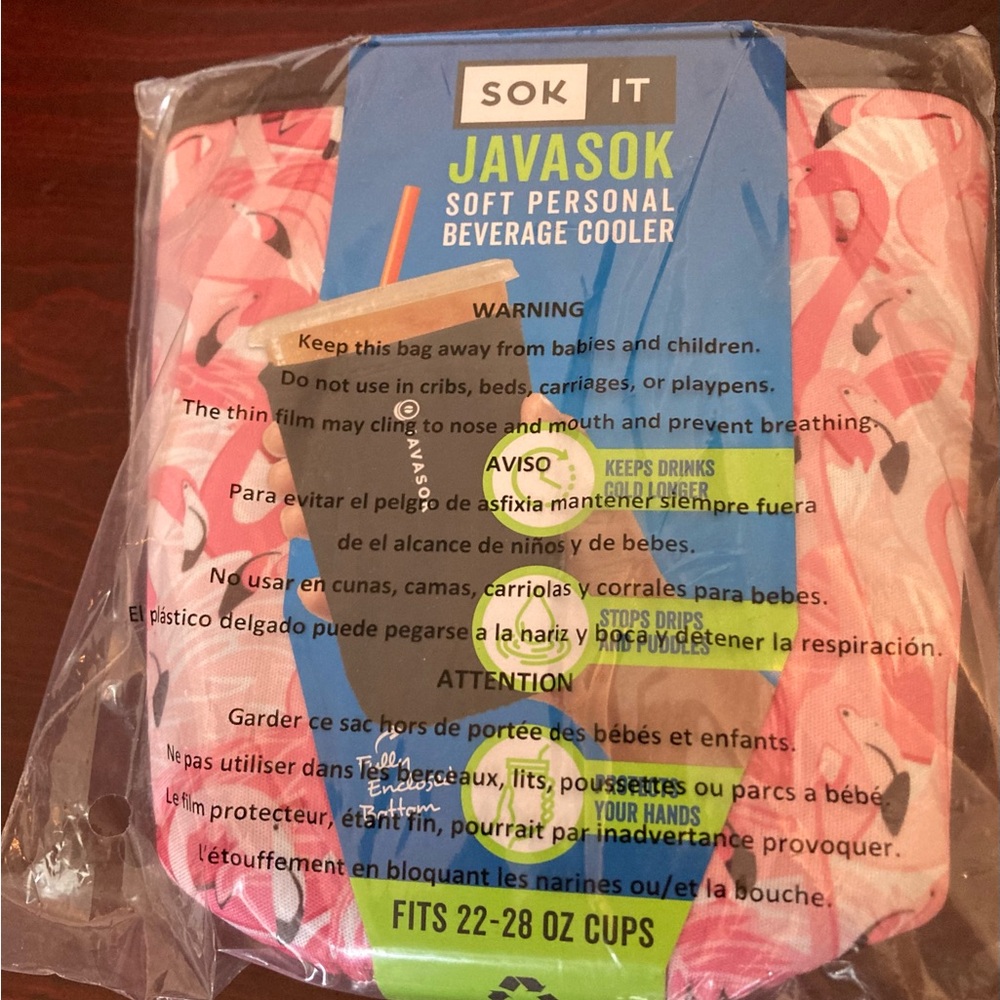 SOK IT
JAVASOK
SOFT PERSONAL
BEVERAGE COOLER
WARNING
Keep this bag away from babies and children.
Do not use in cribs, beds, carriages, or playpens.
The thin film may cling to nose and mouth and prevent breathing.
JAVASOK
AVISO
KEEPS DRINKS
COLD LONGER
Para evitar el pelgro de asfixia mantener siempre fuera
de el alcance de niños y de bebes.
No usar en cunas, camas, carriolas y corrales para bebes.
STOPS DRIPS
AND PUDDLES
El plástico delgado puede pegarse a la nariz y boca y detener la respiración.
ATTENTION
Garder ce sac hors de portée des bébés et enfants.
Fully
Enclosed
Bottom
Ne pas utiliser dans les berceaux, lits, poussettes ou parcs a bébé.
YOUR HANDS
Le film protecteur, étant fin, pourrait par inadvertance provoquer.
l'étouffement en bloquant les narines ou/et la bouche.
FITS 22-28 OZ CUPS